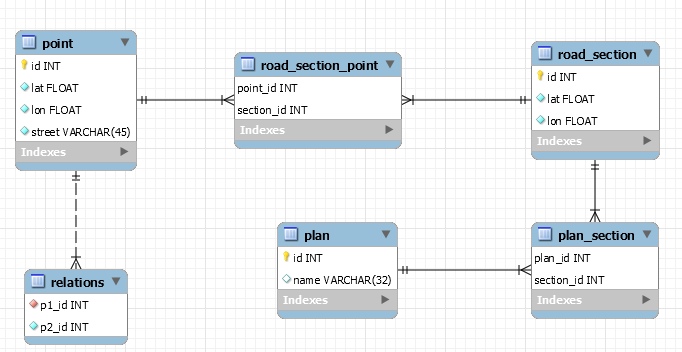 point
id INT
lat FLOAT
lon FLOAT
street VARCHAR(45)
Indexes
road_section_point
point_id INT
section_id INT
Indexes
road_section
id INT
lat FLOAT
lon FLOAT
Indexes
relations
p1_id INT
p2_id INT
plan
id INT
name VARCHAR(32)
Indexes
plan_section
plan_id INT
section_id INT
Indexes